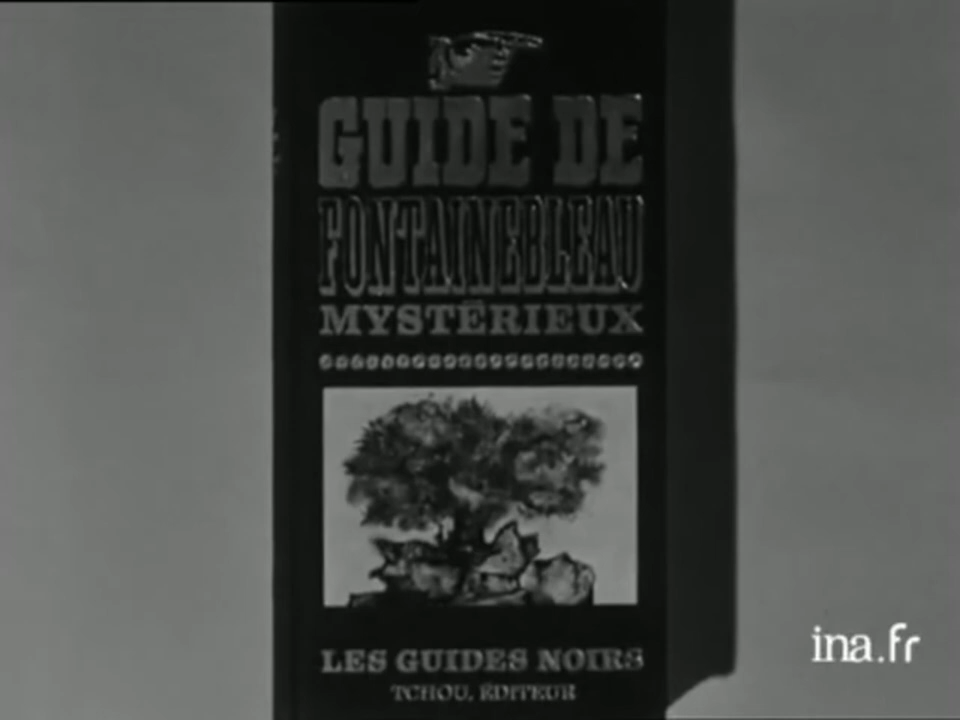 GUIDE DE
FONTAINEBLEAU
MYSTÉRIEUX
LES GUIDES NOIRS
TCHOU, ÉDITEUR
ina.fr